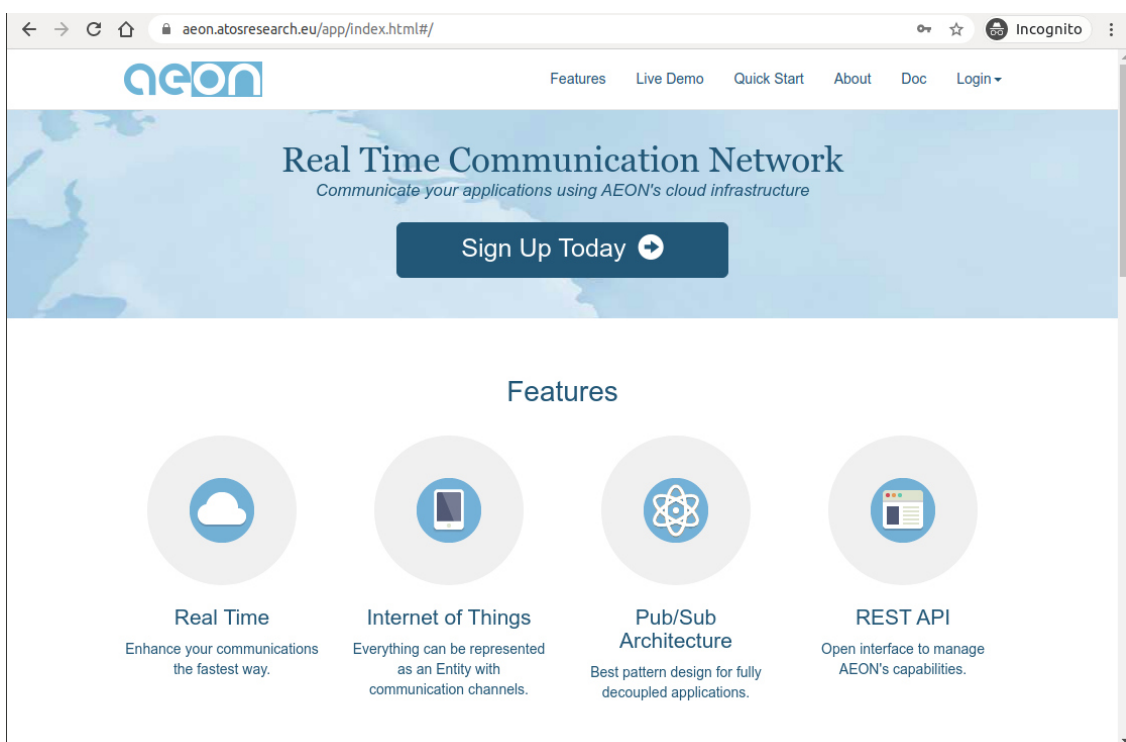 aeon.atosresearch.eu/app/index.html#/
Incognito
aeon
Features Live Demo Quick Start About Doc Login
Real Time Communication Network
Communicate your applications using AEON's cloud infrastructure
Sign Up Today
Features
Real Time
Enhance your communications
the fastest way.
Internet of Things
Everything can be represented
as an Entity with
communication channels.
Pub/Sub
Architecture
Best pattern design for fully
decoupled applications.
REST API
Open interface to manage
AEON's capabilities.